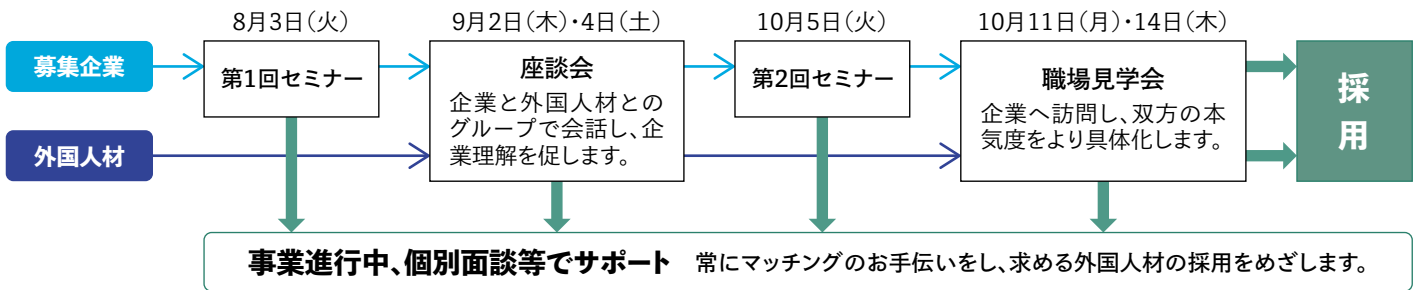 8月3日(火)
9月2日(木)・4日(土)
10月5日(火)
10月11日(月)・14日(木)
募集企業
外国人材
第1回セミナー
座談会
企業と外国人材との
グループで会話し、企
業理解を促します。
第2回セミナー
職場見学会
企業へ訪問し、双方の本
気度をより具体化します。
採用
事業進行中、個別面談等でサポート 常にマッチングのお手伝いをし、求める外国人材の採用をめざします。